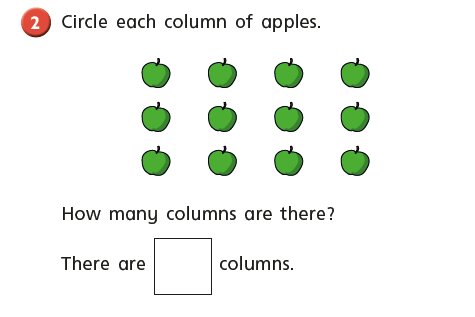 2 Circle each column of apples.
How many columns are there?
There are columns.